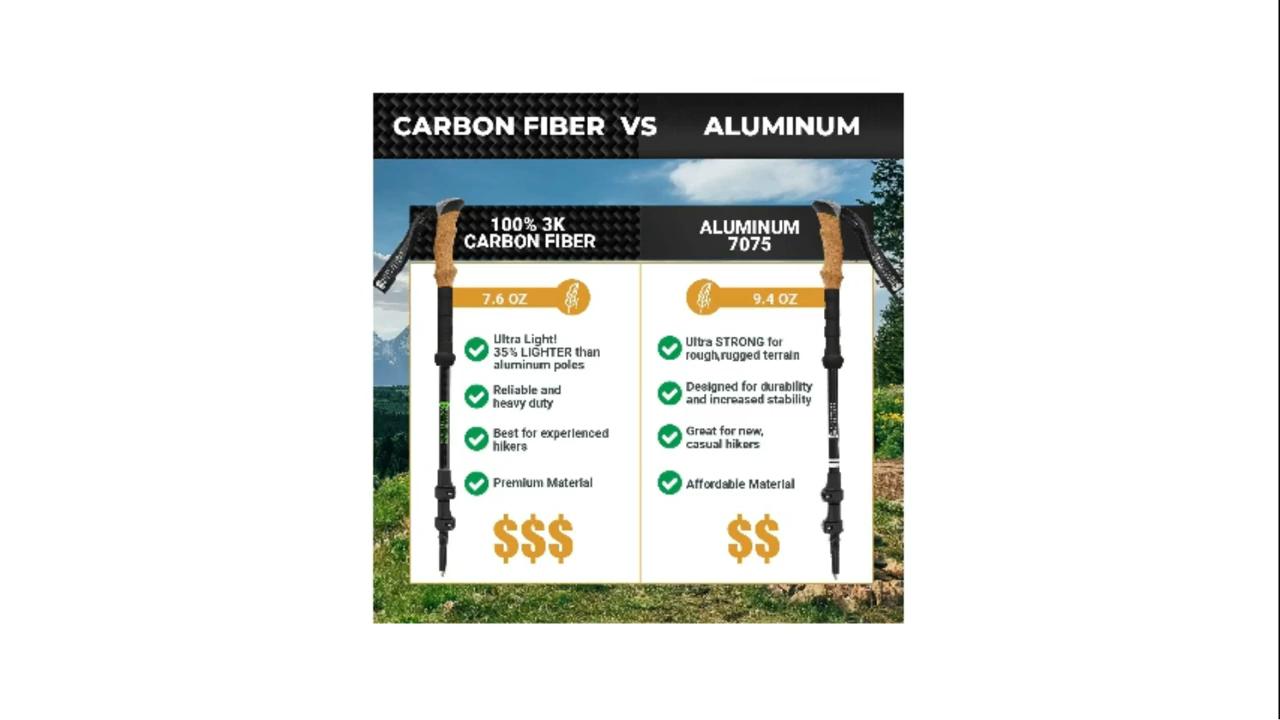 CARBON FIBER VS ALUMINUM
100% 3K
CARBON FIBER
ALUMINUM
7075
7.6 OZ
9.4 OZ
Ultra Light!
35% LIGHTER than
aluminum poles
Reliable and
heavy duty
Best for experienced
hikers
Premium Material
$$$
Ultra STRONG for
rough,rugged terrain
Designed for durability
and increased stability
Great for new,
casual hikers
Affordable Material
$$